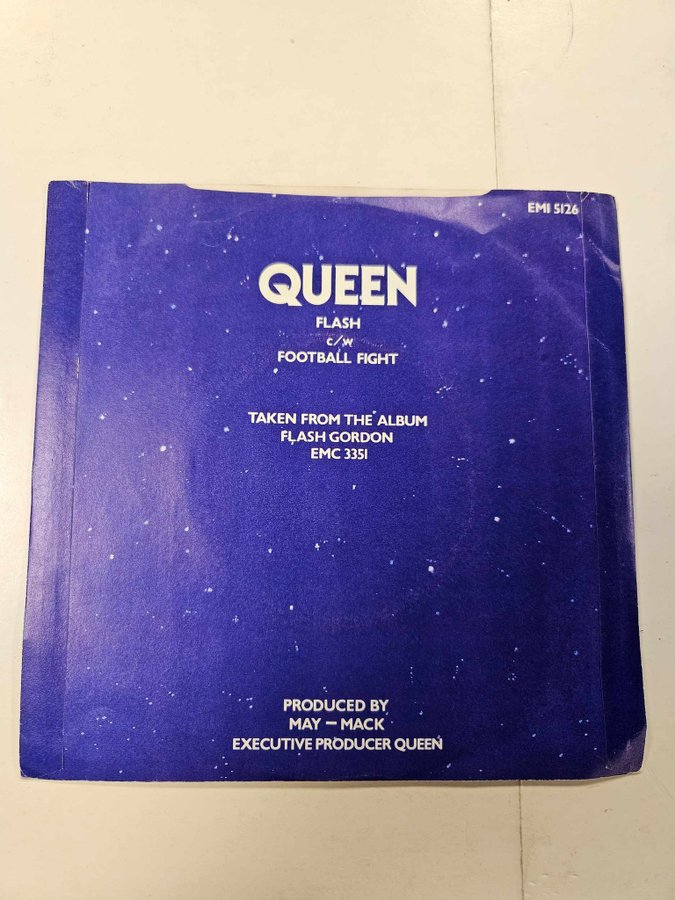 EMI 5126
QUEEN
FLASH
c/w
FOOTBALL FIGHT
TAKEN FROM THE ALBUM
FLASH GORDON
EMC 3351
PRODUCED BY
MAY – MACK
EXECUTIVE PRODUCER QUEEN